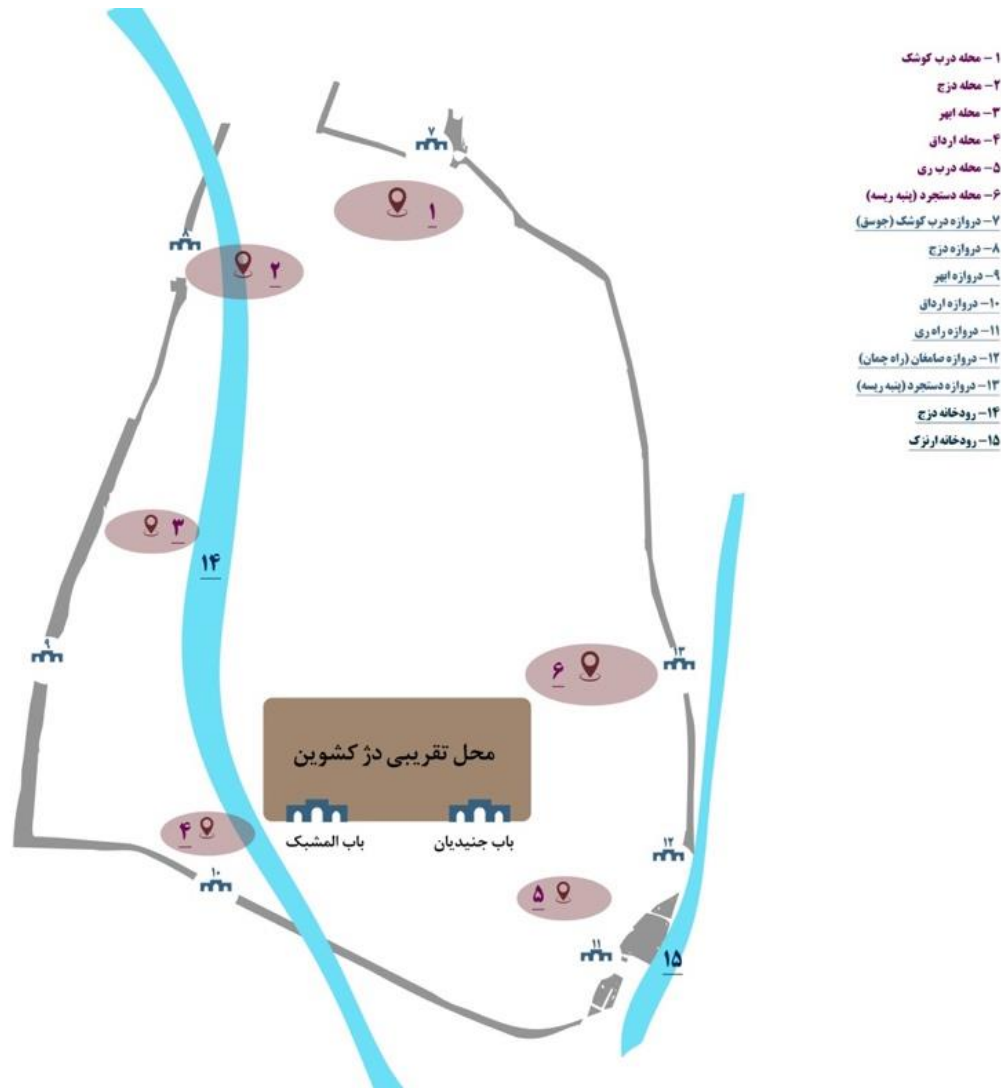 ۱- محله درب کوشک
۲- محله دزج
۳- محله ابهر
۴- محله ارداق
۵- محله درب ری
۶- محله دستجرد (پنبه ریسه)
۷- دروازه درب کوشک (جوسق)
۸- دروازه دزج
۹- دروازه ابهر
۱۰- دروازه ارداق
۱۱- دروازه راه ری
۱۲- دروازه صامغان (راه چمان)
۱۳- دروازه دستجرد (پنبه ریسه)
۱۴- رودخانه دزج
۱۵- رودخانه ارنزک
۷
۱
۸
۲
۳
۱۴
۹
۱۳
۶
محل تقریبی دژ کشوین
باب جنیدیان
باب المشبک
۴
۱۲
۱۰
۵
۱۱
۱۵